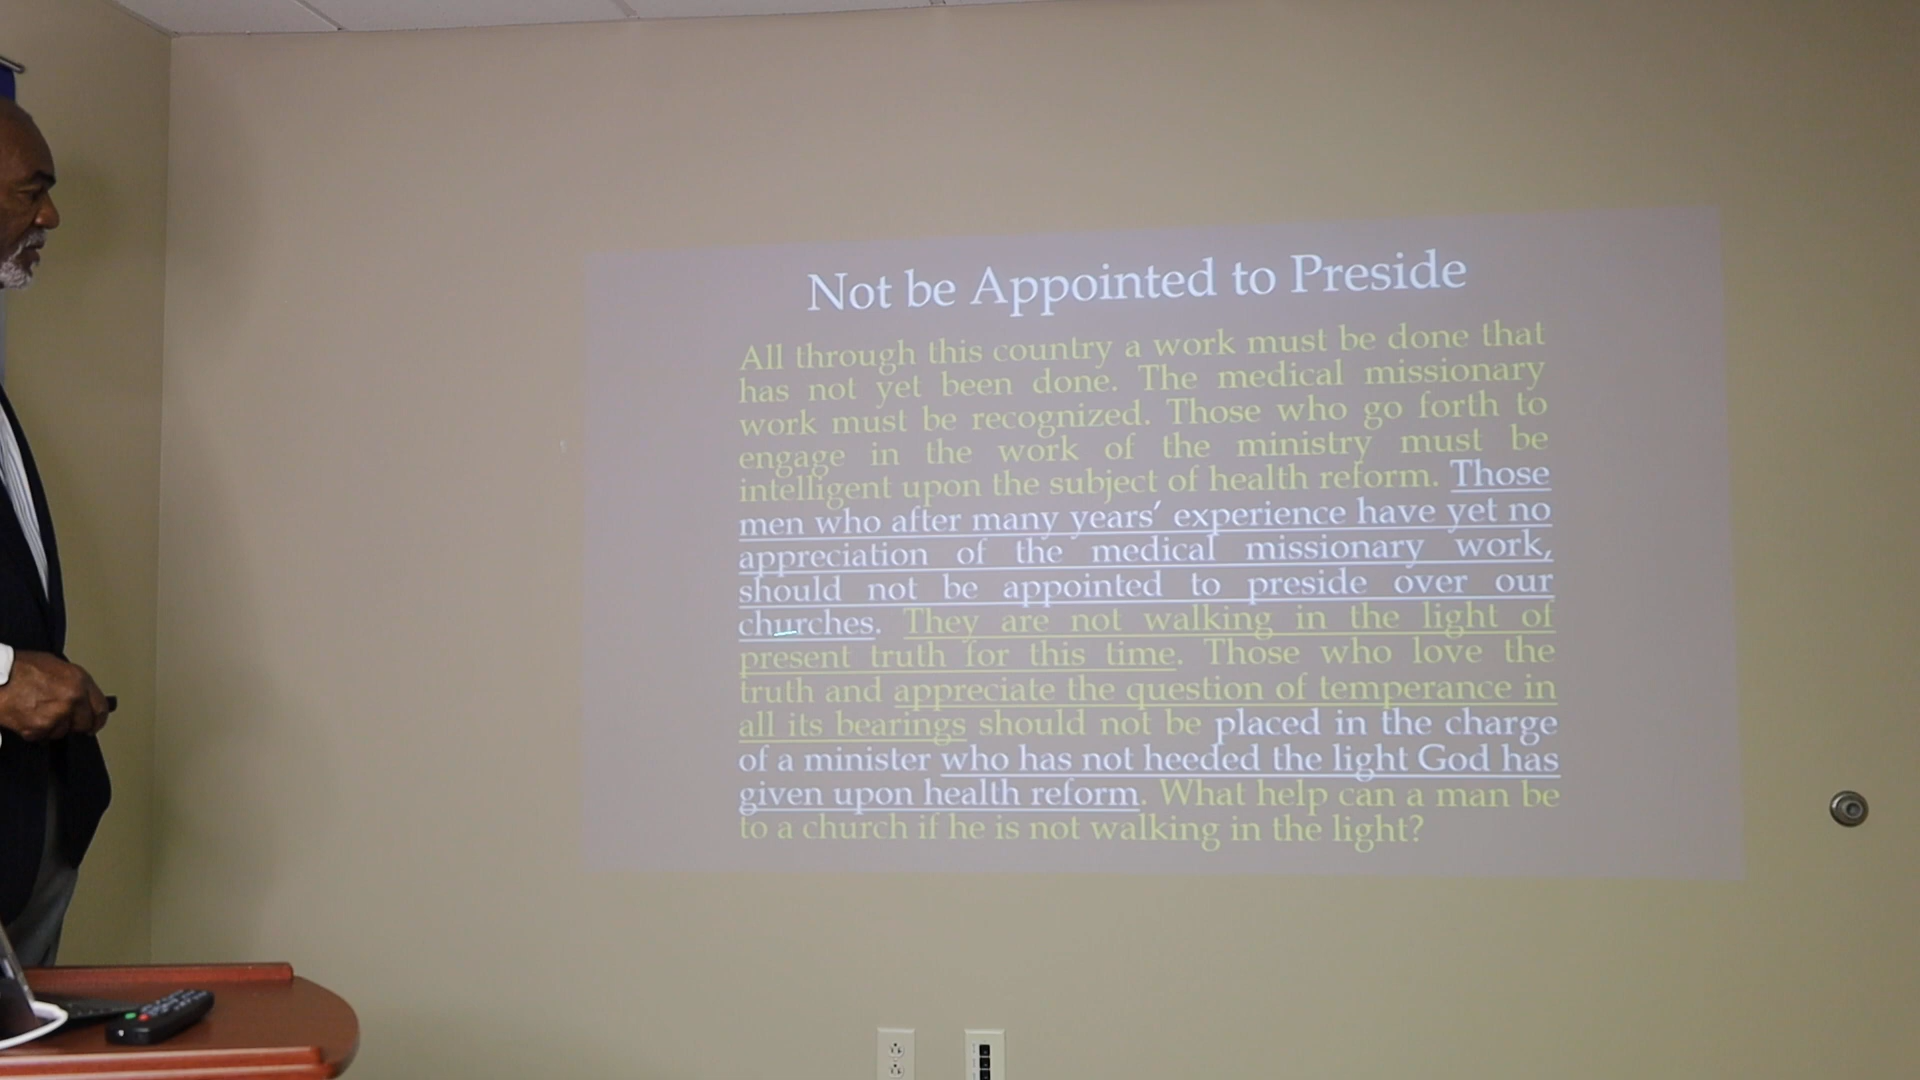 Not be Appointed to Preside
All through this country a work must be done that
has not yet been done. The medical missionary
work must be recognized. Those who go forth to
engage in the work of the ministry must be
intelligent upon the subject of health reform. Those
men who after many years’ experience have yet no
appreciation of the medical missionary work,
should not be appointed to preside over our
churches. They are not walking in the light of
present truth for this time. Those who love the
truth and appreciate the question of temperance in
all its bearings should not be placed in the charge
of a minister who has not heeded the light God has
given upon health reform. What help can a man be
to a church if he is not walking in the light?